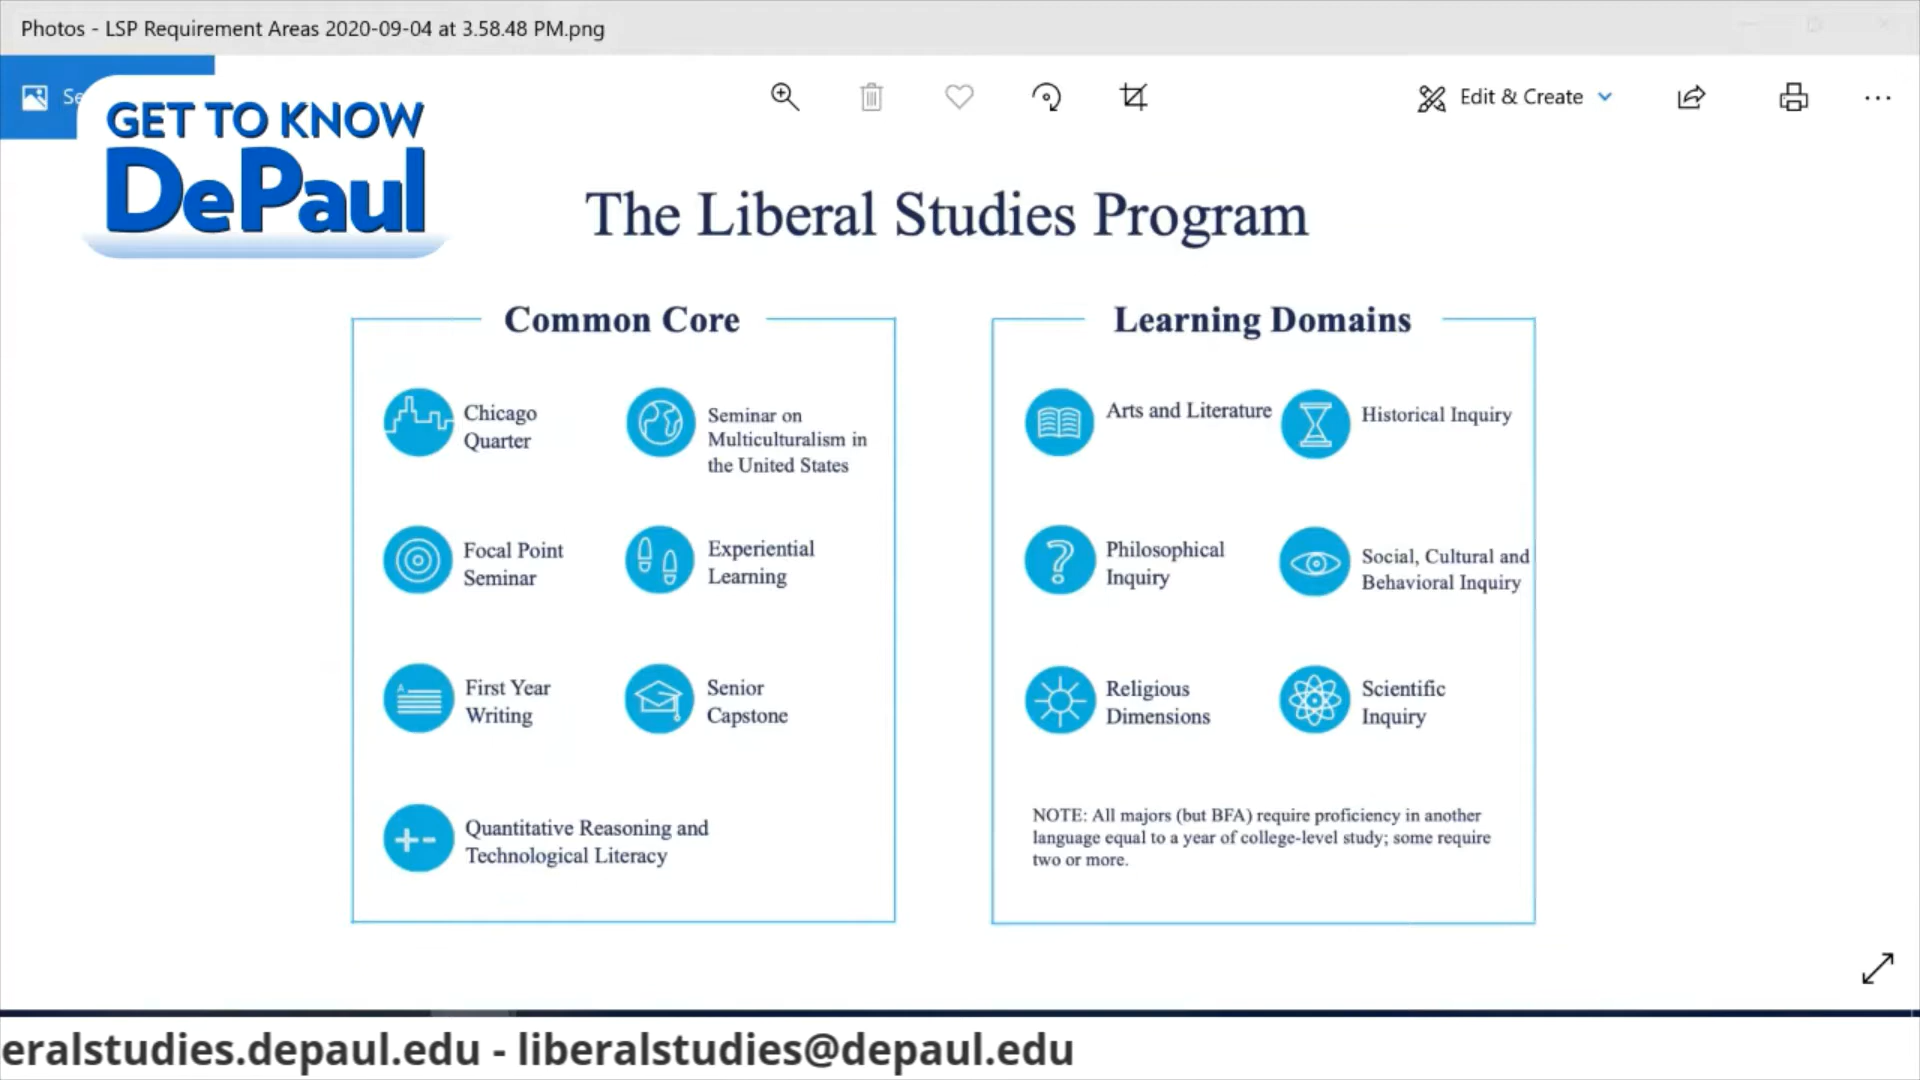 Photos - LSP Requirement Areas 2020-09-04 at 3.58.48 PM.png
Edit & Create
GET TO KNOW
DePaul
The Liberal Studies Program
Common Core
Chicago
Quarter
Seminar on
Multiculturalism in
the United States
Focal Point
Seminar
Experiential
Learning
First Year
Writing
Senior
Capstone
Quantitative Reasoning and
Technological Literacy
Learning Domains
Arts and Literature
Historical Inquiry
Philosophical
Inquiry
Social, Cultural and
Behavioral Inquiry
Religious
Dimensions
Scientific
Inquiry
NOTE: All majors (but BFA) require proficiency in another
language equal to a year of college-level study; some require
two or more.
eralstudies.depaul.edu - liberalstudies@depaul.edu